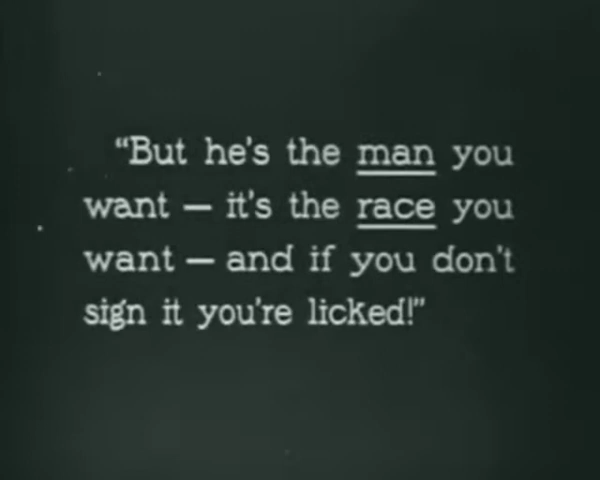 “But he's the man you
want — it's the race you
want — and if you don't
sign it you're licked!”